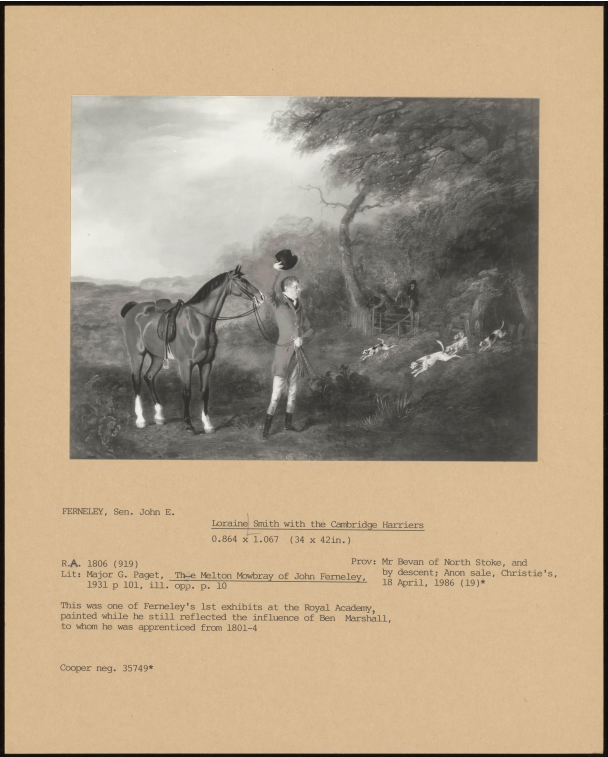 FERNELEY, Sen. John E.
Loraine Smith with the Cambridge Harriers
0.864 x 1.067 (34 x 42in.)
R.A. 1806 (919)
Lit: Major G. Paget, Thee Melton Mowbray of John Ferneley,
1931 p 101, ill. opp. p. 10
Prov: Mr Bevan of North Stoke, and
by descent; Anon sale, Christie's,
18 April, 1986 (19)*
This was one of Ferneley's 1st exhibits at the Royal Academy,
painted while he still reflected the influence of Ben Marshall,
to whom he was apprenticed from 1801-4
Cooper neg. 35749*